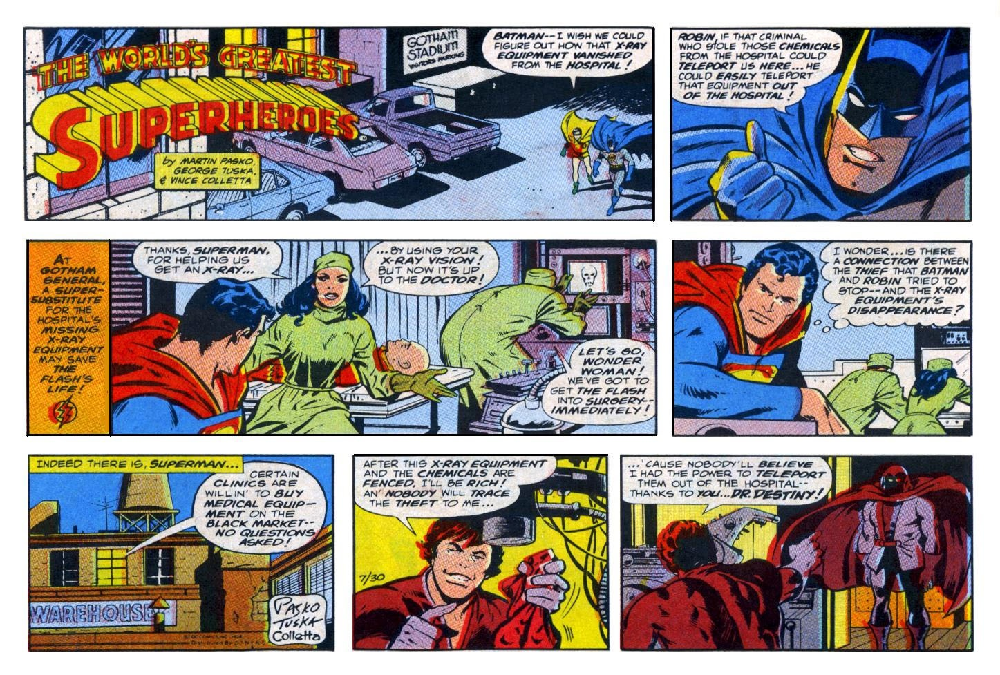 THE WORLD'S GREATEST
SUPERHEROES
by MARTIN PASKO,
GEORGE TUSKA,
& VINCE COLLETTA
GOTHAM
STADIUM
VISITORS PARKING
BATMAN--I WISH WE COULD
FIGURE OUT HOW THAT X-RAY
EQUIPMENT VANISHED
FROM THE HOSPITAL!
ROBIN, IF THAT CRIMINAL
WHO STOLE THOSE CHEMICALS
FROM THE HOSPITAL COULD
TELEPORT US HERE...HE
COULD EASILY TELEPORT
THAT EQUIPMENT OUT
OF THE HOSPITAL!
AT
GOTHAM
GENERAL,
A SUPER-
SUBSTITUTE
FOR THE
HOSPITAL'S
MISSING
X-RAY
EQUIPMENT
MAY SAVE
THE
FLASH'S
LIFE!
THANKS, SUPERMAN,
FOR HELPING US
GET AN X-RAY...
...BY USING YOUR
X-RAY VISION!
BUT NOW IT'S UP
TO THE DOCTOR!
LET'S GO,
WONDER
WOMAN!
WE'VE GOT TO
GET THE FLASH
INTO SURGERY--
IMMEDIATELY!
I WONDER...IS THERE
A CONNECTION BETWEEN
THE THIEF THAT BATMAN
AND ROBIN TRIED TO
STOP--AND THE X-RAY
EQUIPMENT'S
DISAPPEARANCE?
INDEED THERE IS, SUPERMAN...
CERTAIN
CLINICS ARE
WILLIN' TO BUY
MEDICAL EQUIP-
MENT ON THE
BLACK MARKET--
NO QUESTIONS
ASKED!
WAREHOUSE
PASKO
TUSKA
Colletta
© DC COMICS INC. 1978
Distributed By C.T.N.Y.N.S.
AFTER THIS X-RAY EQUIPMENT
AND THE CHEMICALS ARE
FENCED, I'LL BE RICH!
AN' NOBODY WILL TRACE
THE THEFT TO ME...
7/30
...'CAUSE NOBODY'LL BELIEVE
I HAD THE POWER TO TELEPORT
THEM OUT OF THE HOSPITAL--
THANKS TO YOU...DR. DESTINY!